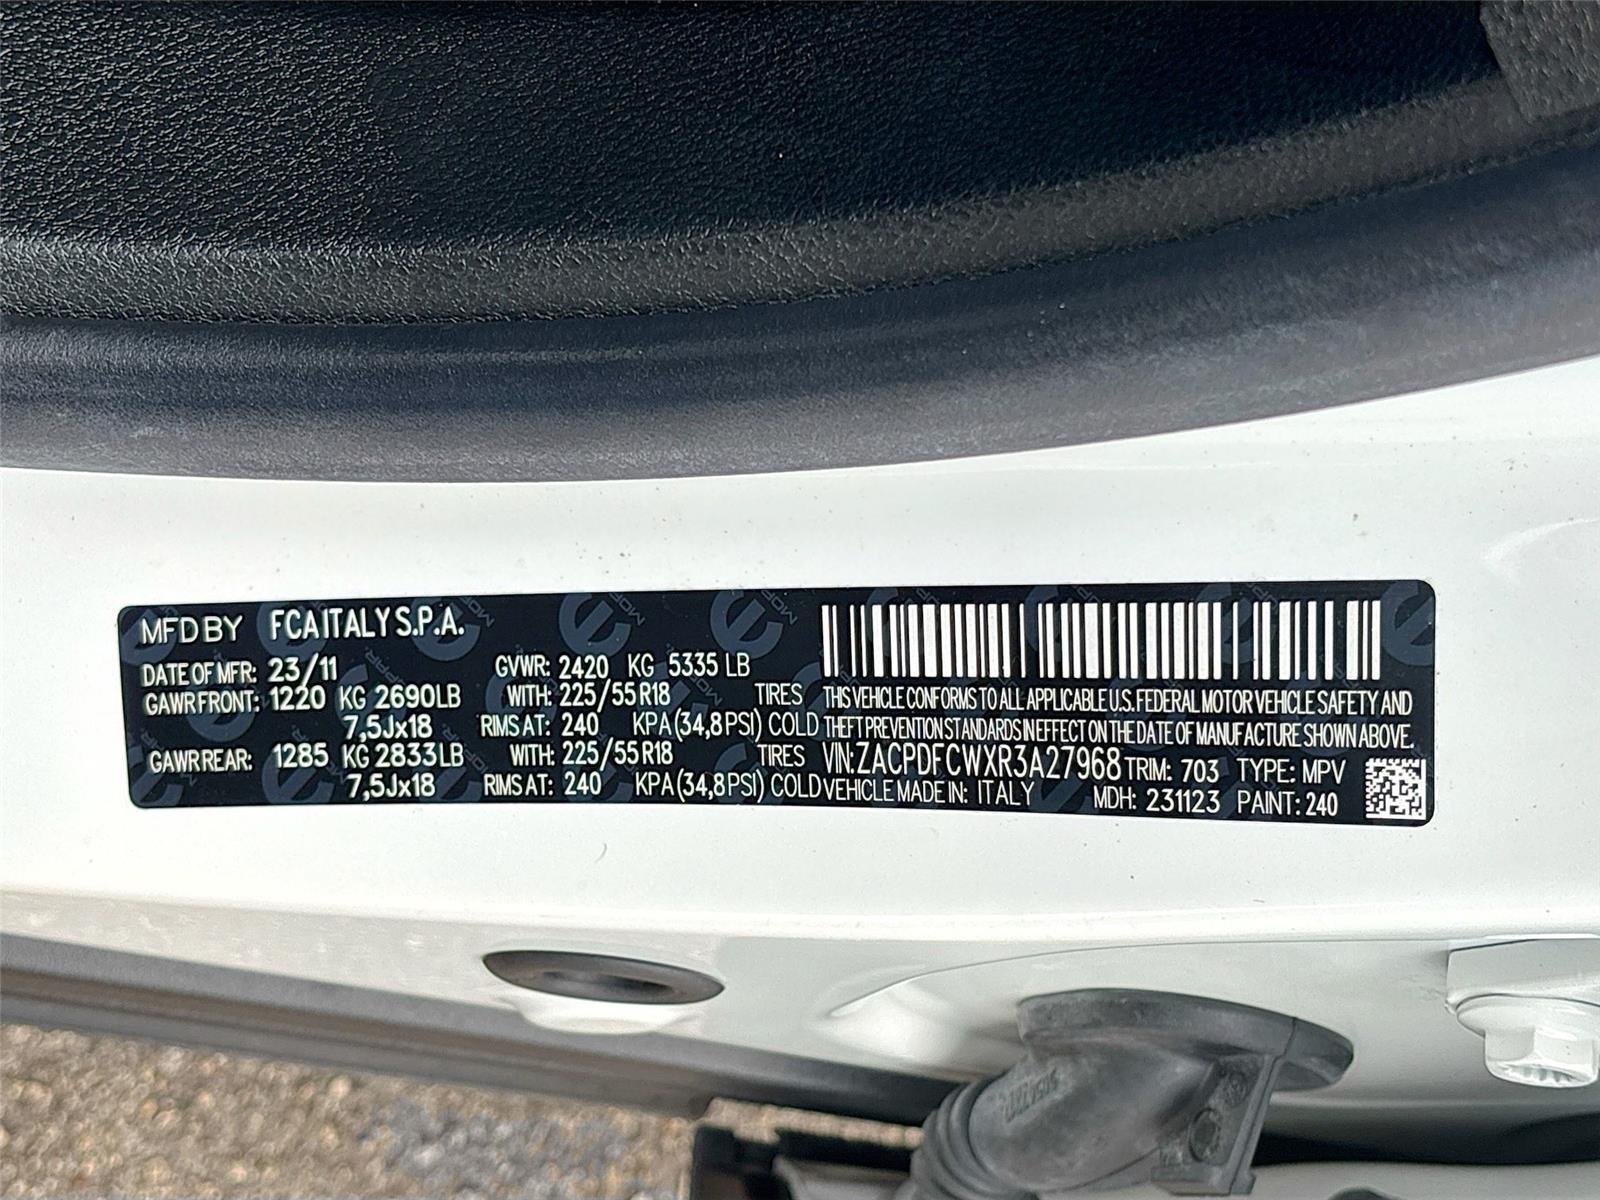 MFD BY FCA ITALY S.P.A.
DATE OF MFR: 23/11 GVWR: 2420 KG 5335 LB
GAWR FRONT: 1220 KG 2690LB WITH: 225/55 R18 TIRES
7,5Jx18 RIMS AT: 240 KPA (34,8PSI) COLD
GAWR REAR: 1285 KG 2833LB WITH: 225/55 R18 TIRES
7,5Jx18 RIMS AT: 240 KPA (34,8PSI) COLD
THIS VEHICLE CONFORMS TO ALL APPLICABLE U.S. FEDERAL MOTOR VEHICLE SAFETY AND
THEFT PREVENTION STANDARDS IN EFFECT ON THE DATE OF MANUFACTURE SHOWN ABOVE.
VIN: ZACPDFCWXR3A27968 TRIM: 703 TYPE: MPV
VEHICLE MADE IN: ITALY MDH: 231123 PAINT: 240